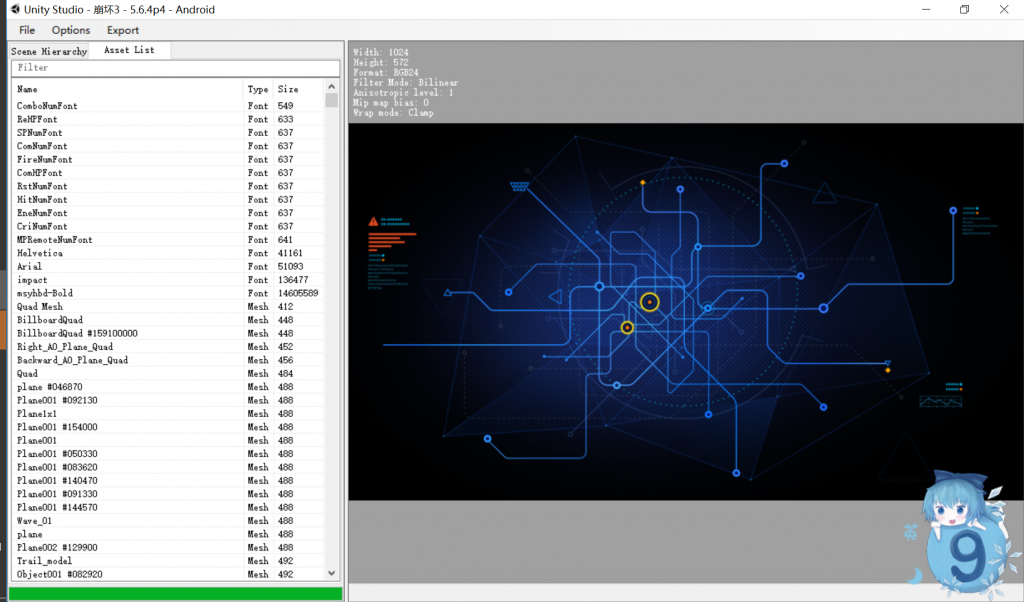 Unity Studio - 崩坏3 - 5.6.4p4 - Android
File Options Export
Scene Hierarchy Asset List
Filter
Name Type Size
ComboNumFont Font 549
ReHPFont Font 633
SPNumFont Font 637
ComNumFont Font 637
FireNumFont Font 637
ComHPFont Font 637
RstNumFont Font 637
HitNumFont Font 637
EneNumFont Font 637
CriNumFont Font 637
MPRemoteNumFont Font 641
Helvetica Font 41161
Arial Font 51093
impact Font 136477
msyhbd-Bold Font 14605589
Quad Mesh Mesh 412
BillboardQuad Mesh 448
BillboardQuad #159100000 Mesh 448
Right_AO_Plane_Quad Mesh 452
Backward_AO_Plane_Quad Mesh 456
Quad Mesh 484
plane #046870 Mesh 488
Plane001 #092130 Mesh 488
Plane1x1 Mesh 488
Plane001 #154000 Mesh 488
Plane001 Mesh 488
Plane001 #050330 Mesh 488
Plane001 #083620 Mesh 488
Plane001 #140470 Mesh 488
Plane001 #091330 Mesh 488
Plane001 #144570 Mesh 488
Wave_01 Mesh 488
plane Mesh 488
Plane002 #129900 Mesh 488
Trail_model Mesh 492
Object001 #082920 Mesh 492
Width: 1024
Height: 572
Format: RGB24
Filter Mode: Bilinear
Anisotropic level: 1
Mip map bias: 0
Wrap mode: Clamp
英
9